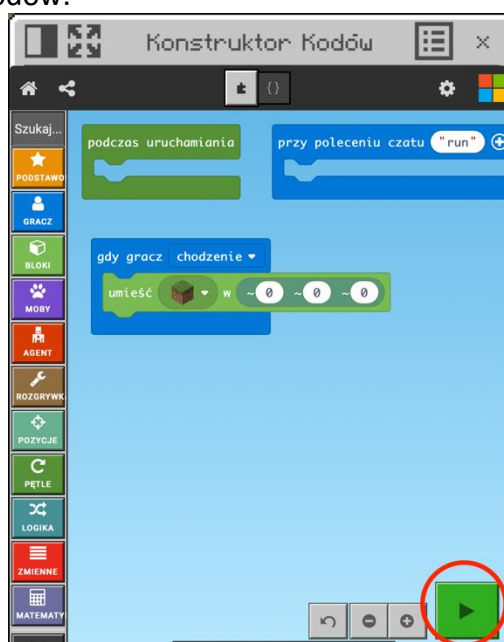 odów.
Konstruktor Kodów
{}
Szukaj...
PODSTAWO
GRACZ
BLOKI
MOBY
AGENT
ROZGRYWK
POZYCJE
PĘTLE
LOGIKA
ZMIENNE
MATEMATY
podczas uruchamiania
przy poleceniu czatu "run"
gdy gracz chodzenie
umieść w ~ 0 ~ 0 ~ 0